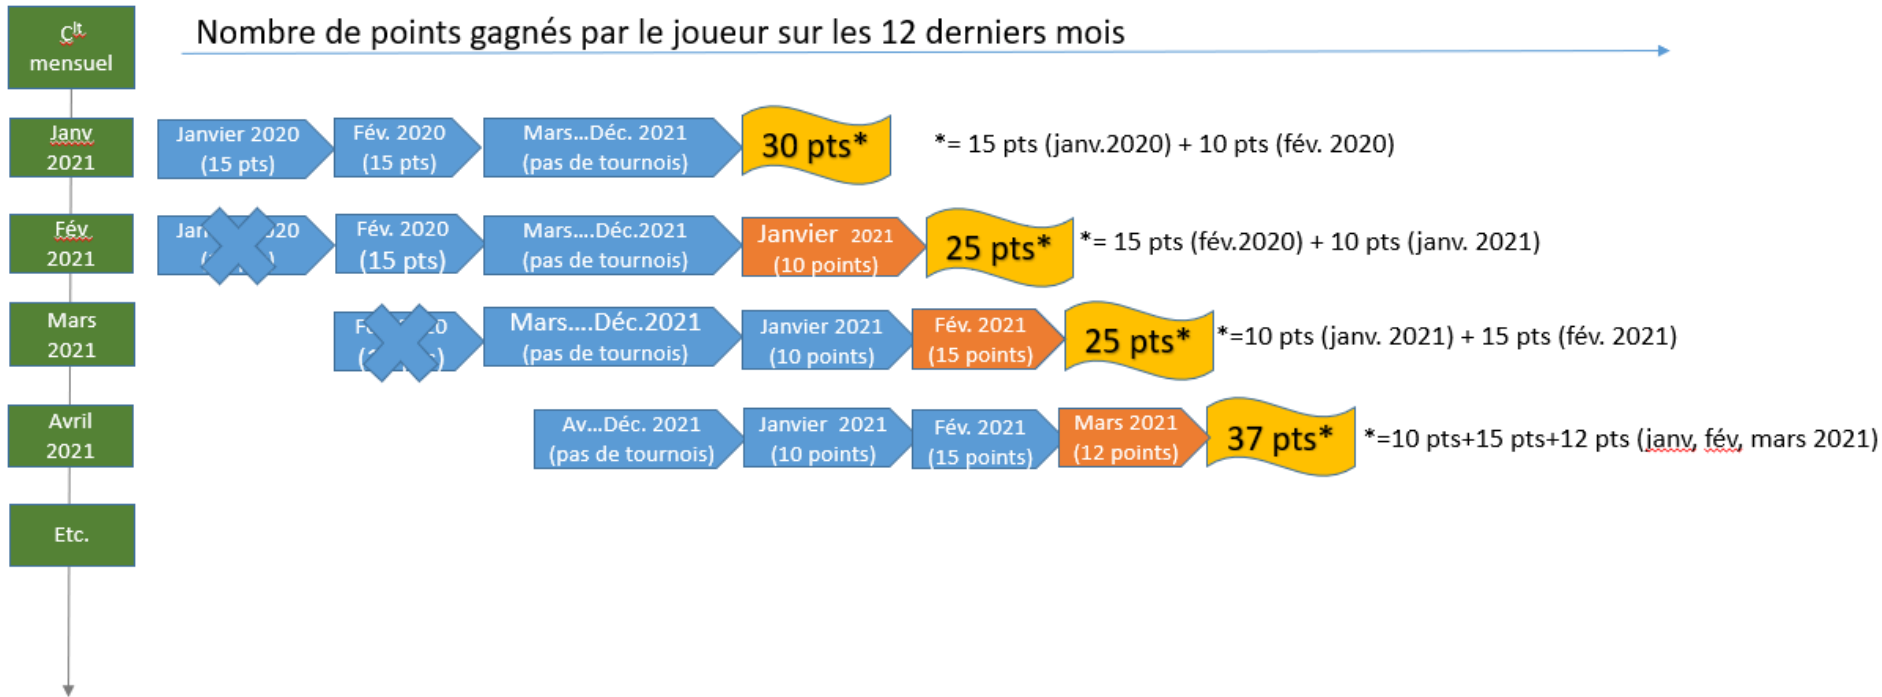 Clt
mensuel
Nombre de points gagnés par le joueur sur les 12 derniers mois
Janv
2021
Janvier 2020
(15 pts)
Fév. 2020
(15 pts)
Mars...Déc. 2021
(pas de tournois)
30 pts*
*= 15 pts (janv.2020) + 10 pts (fév. 2020)
Fév
2021
Fév. 2020
(15 pts)
Mars....Déc.2021
(pas de tournois)
Janvier 2021
(10 points)
25 pts*
*= 15 pts (fév.2020) + 10 pts (janv. 2021)
Mars
2021
Mars....Déc.2021
(pas de tournois)
Janvier 2021
(10 points)
Fév. 2021
(15 points)
25 pts*
*=10 pts (janv. 2021) + 15 pts (fév. 2021)
Avril
2021
Av...Déc. 2021
(pas de tournois)
Janvier 2021
(10 points)
Fév. 2021
(15 points)
Mars 2021
(12 points)
37 pts*
*=10 pts+15 pts+12 pts (janv, fév, mars 2021)
Etc.